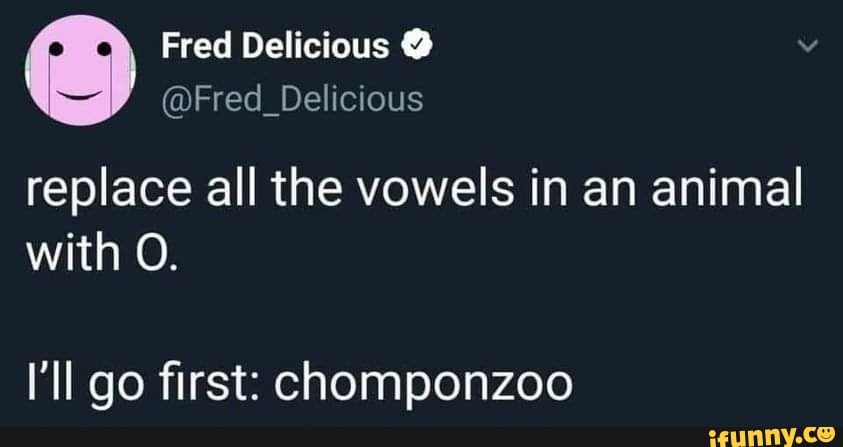 Fred Delicious
@Fred_Delicious
replace all the vowels in an animal
with O.
I'll go first: chomponzoo
ifunny.co